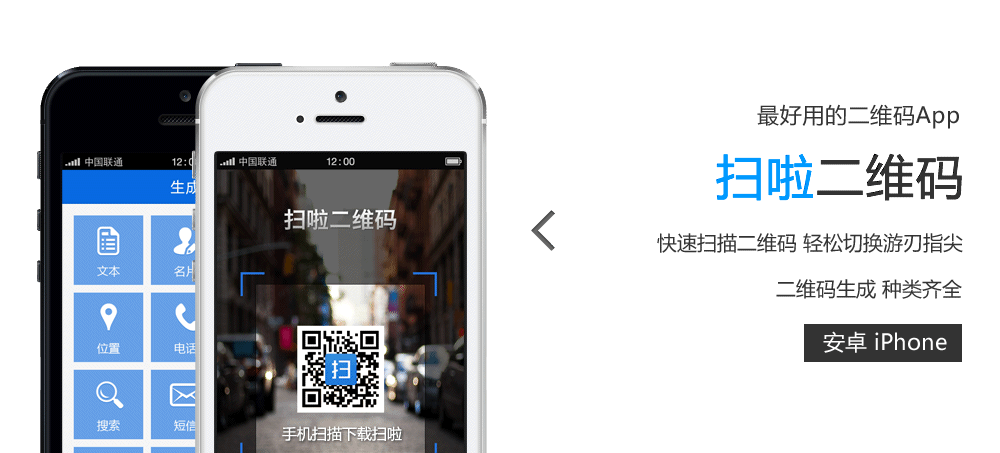 中国联通 12:0
生成
文本
名片
位置
电话
搜索
短信
中国联通 12:00
扫啦二维码
扫
手机扫描下载扫啦
最好用的二维码App
扫啦二维码
快速扫描二维码 轻松切换游刃指尖
二维码生成 种类齐全
安卓 iPhone